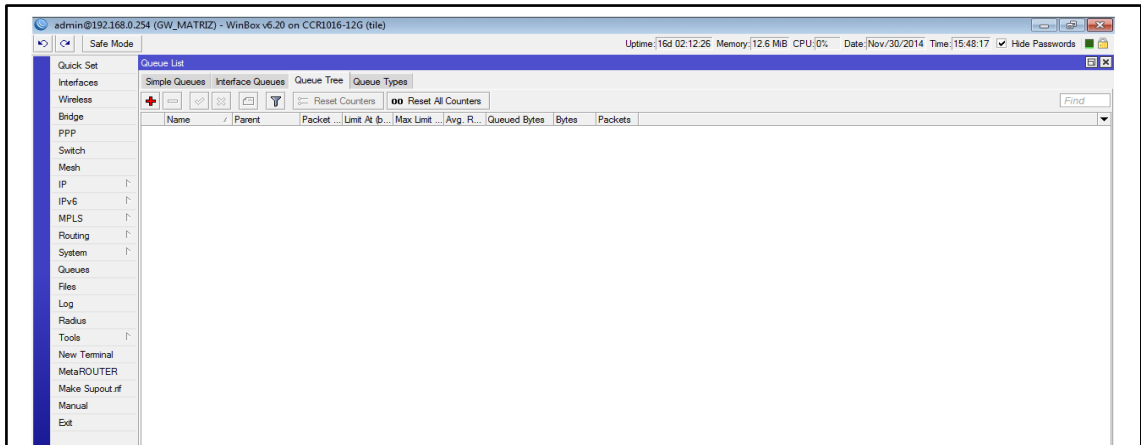 admin@192.168.0.254 (GW_MATRIZ) - WinBox v6.20 on CCR1016-12G (tile)
Safe Mode Uptime: 16d 02:12:26 Memory: 12.6 MiB CPU: 0% Date: Nov/30/2014 Time: 15:48:17 Hide Passwords
Queue List
Simple Queues Interface Queues Queue Tree Queue Types
Reset Counters 00 Reset All Counters Find
Name Parent Packet ... Limit At (b... Max Limit ... Avg. R... Queued Bytes Bytes Packets
Quick Set
Interfaces
Wireless
Bridge
PPP
Switch
Mesh
IP
IPv6
MPLS
Routing
System
Queues
Files
Log
Radius
Tools
New Terminal
MetaROUTER
Make Supout.rif
Manual
Exit